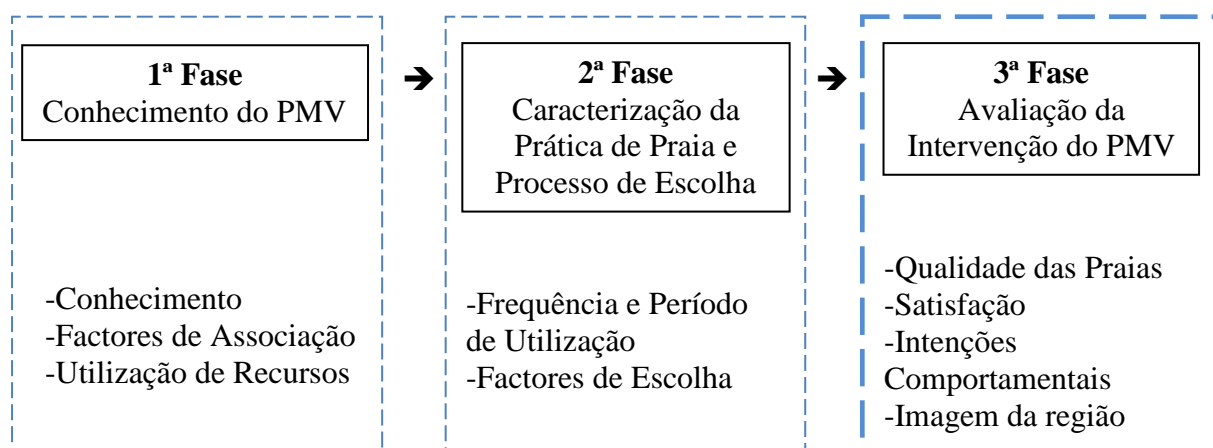 1ª Fase
Conhecimento do PMV
-Conhecimento
-Factores de Associação
-Utilização de Recursos
➔
2ª Fase
Caracterização da
Prática de Praia e
Processo de Escolha
-Frequência e Período
de Utilização
-Factores de Escolha
➔
3ª Fase
Avaliação da
Intervenção do PMV
-Qualidade das Praias
-Satisfação
-Intenções
Comportamentais
-Imagem da região